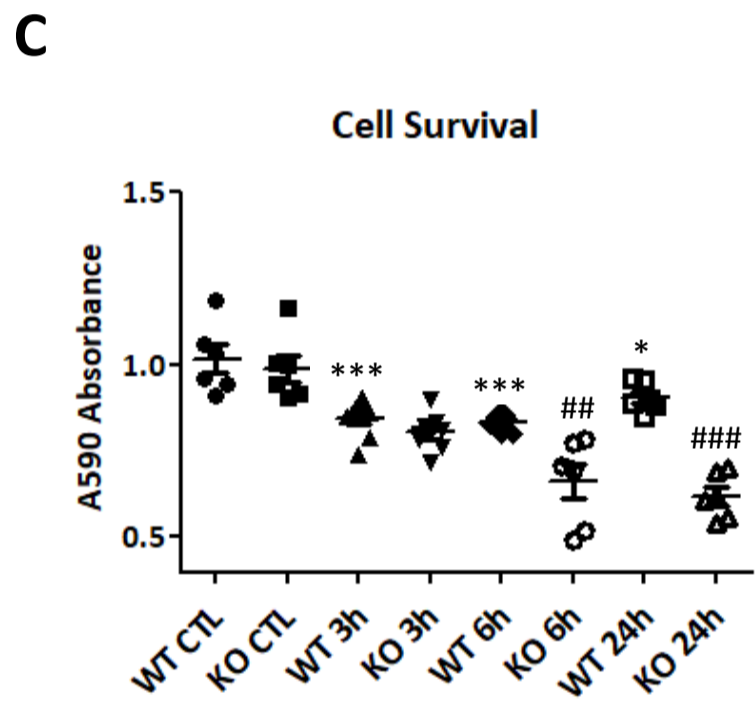 C
Cell Survival
A590 Absorbance
1.5
1.0
0.5
***
***
##
*
###
WT CTL
KO CTL
WT 3h
KO 3h
WT 6h
KO 6h
WT 24h
KO 24h